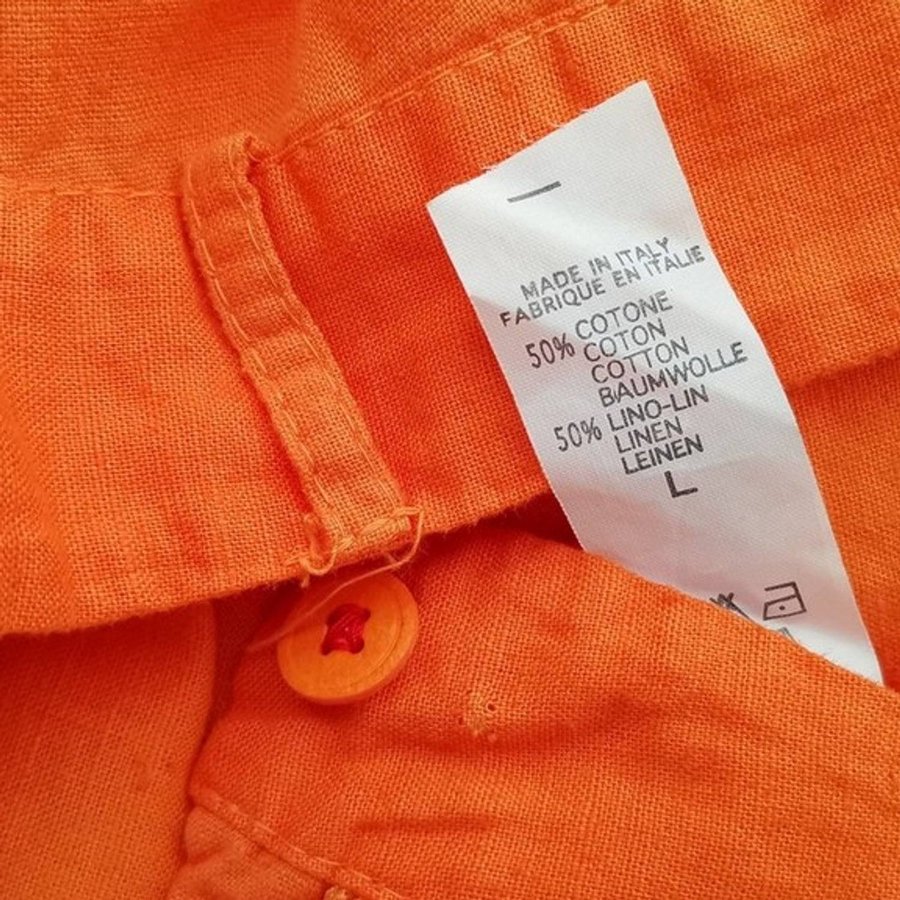 MADE IN ITALY
FABRIQUE EN ITALIE
50% COTONE
COTON
COTTON
BAUMWOLLE
50% LINO-LIN
LINEN
LEINEN
L